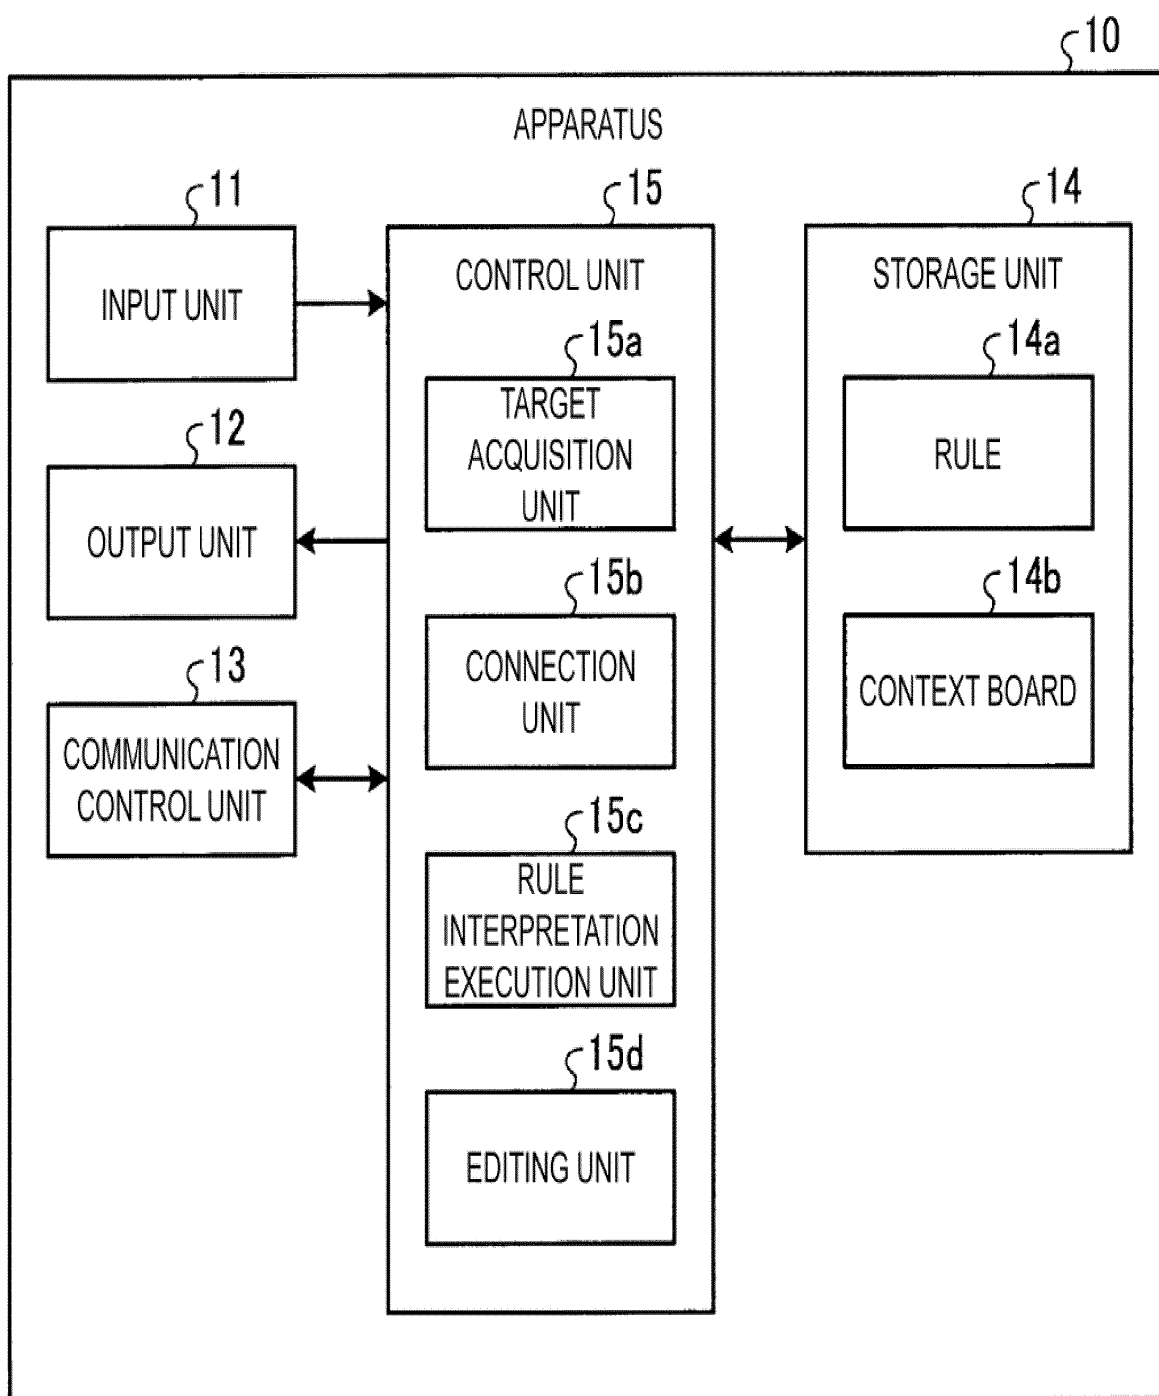 10
APPARATUS
11
INPUT UNIT
12
OUTPUT UNIT
13
COMMUNICATION
CONTROL UNIT
15
CONTROL UNIT
15a
TARGET
ACQUISITION
UNIT
15b
CONNECTION
UNIT
15c
RULE
INTERPRETATION
EXECUTION UNIT
15d
EDITING UNIT
14
STORAGE UNIT
14a
RULE
14b
CONTEXT BOARD